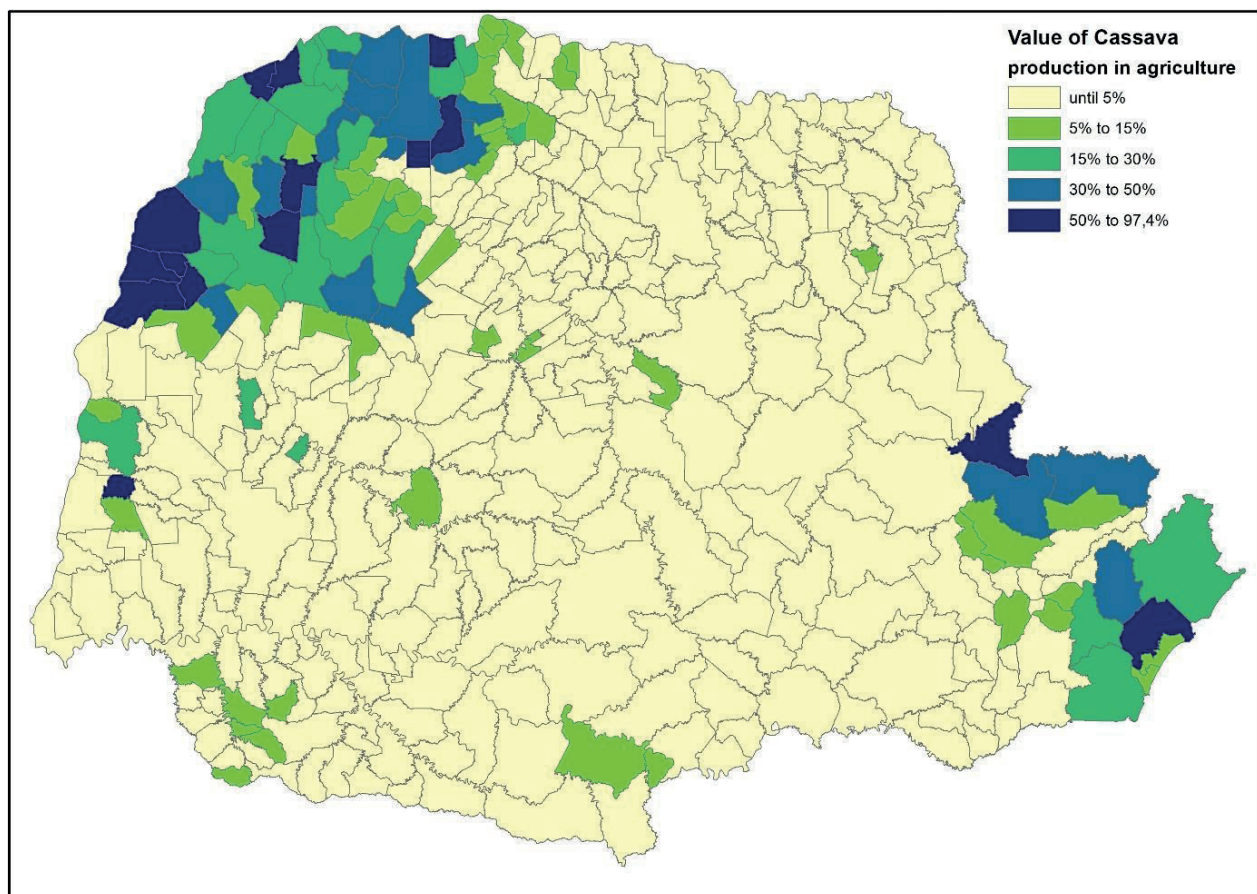 Value of Cassava
production in agriculture
until 5%
5% to 15%
15% to 30%
30% to 50%
50% to 97,4%